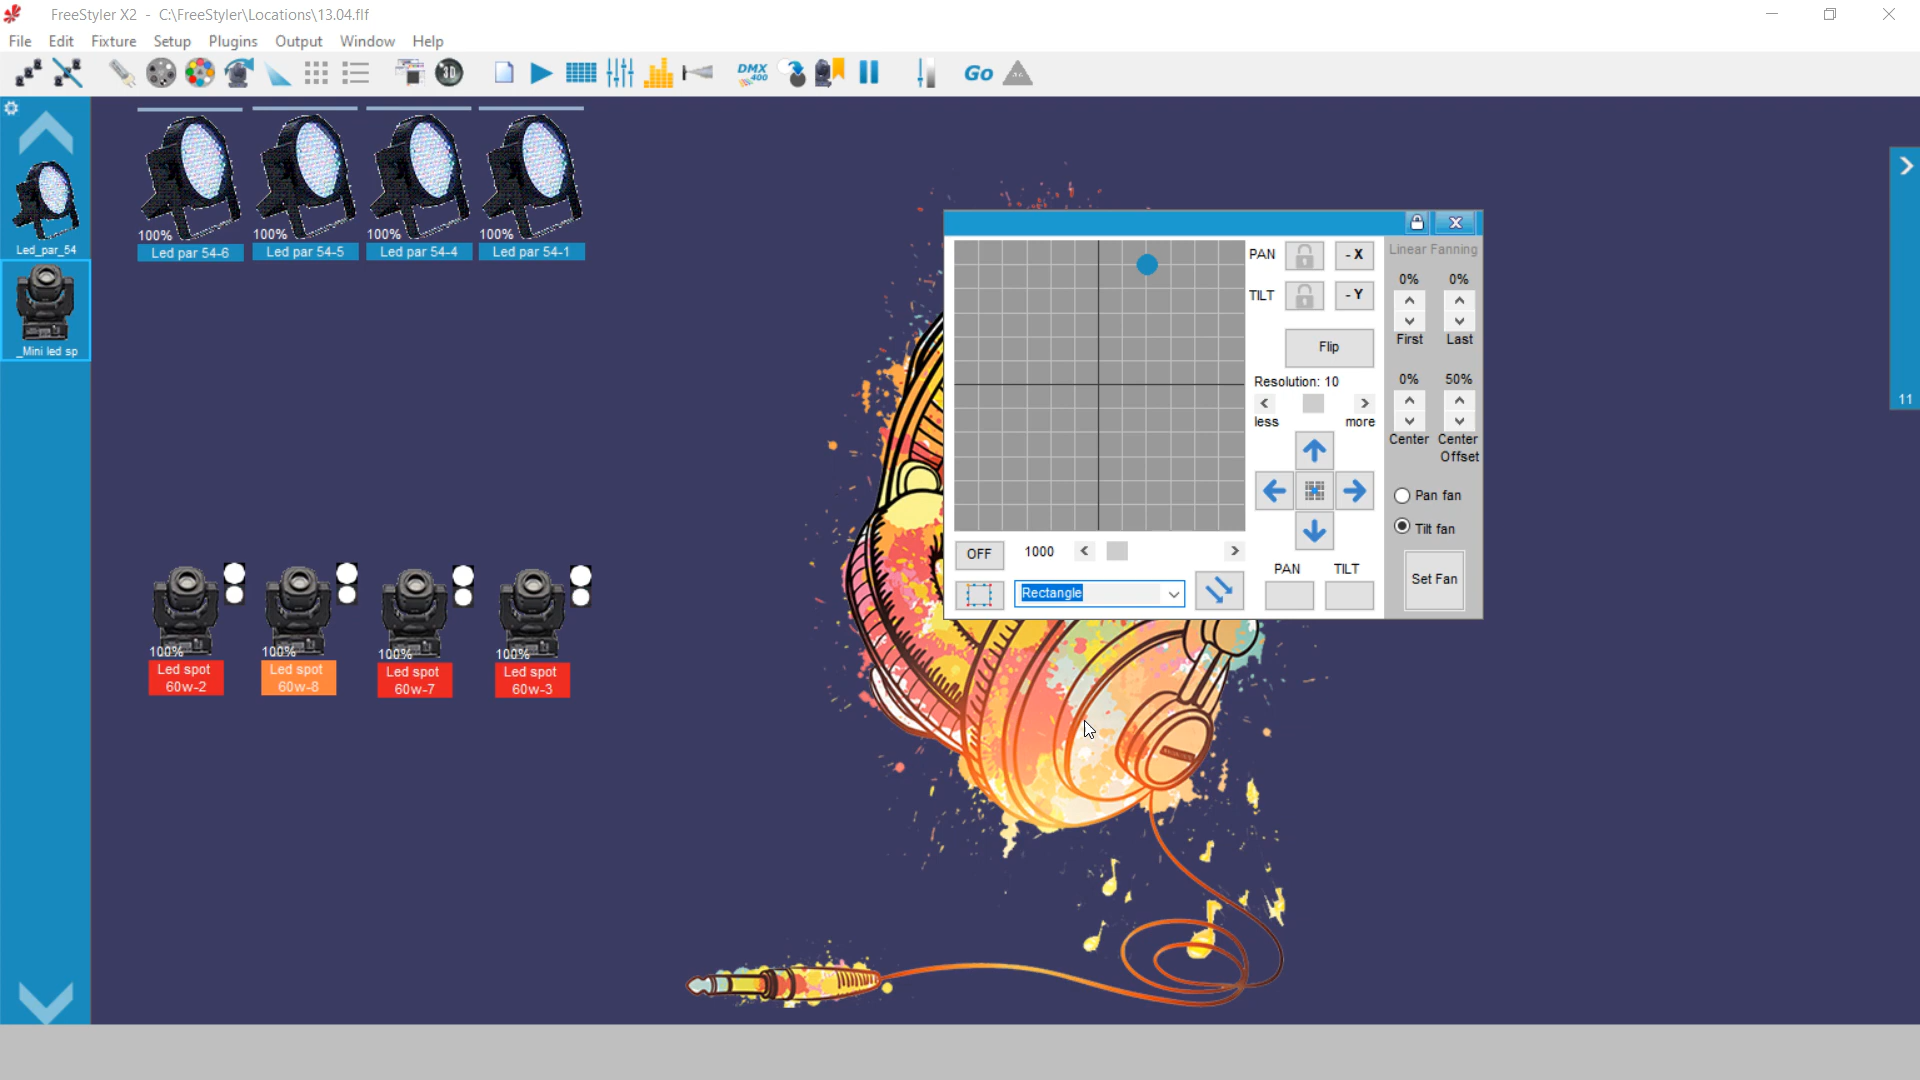 FreeStyler X2 - C:\FreeStyler\Locations\13.04.flf
File Edit Fixture Setup Plugins Output Window Help
3D
DMX
400
Go
100% 100% 100% 100%
Led par 54-6 Led par 54-5 Led par 54-4 Led par 54-1
Led_par_54
_Mini led sp
PAN - X
TILT - Y
Flip
Resolution: 10
< >
less more
Linear Fanning
0% 0%
First Last
0% 50%
Center Center
Offset
Pan fan
Tilt fan
Set Fan
OFF 1000 < >
PAN TILT
Rectangle
11
100% 100% 100% 100%
Led spot
60w-2
Led spot
60w-8
Led spot
60w-7
Led spot
60w-3